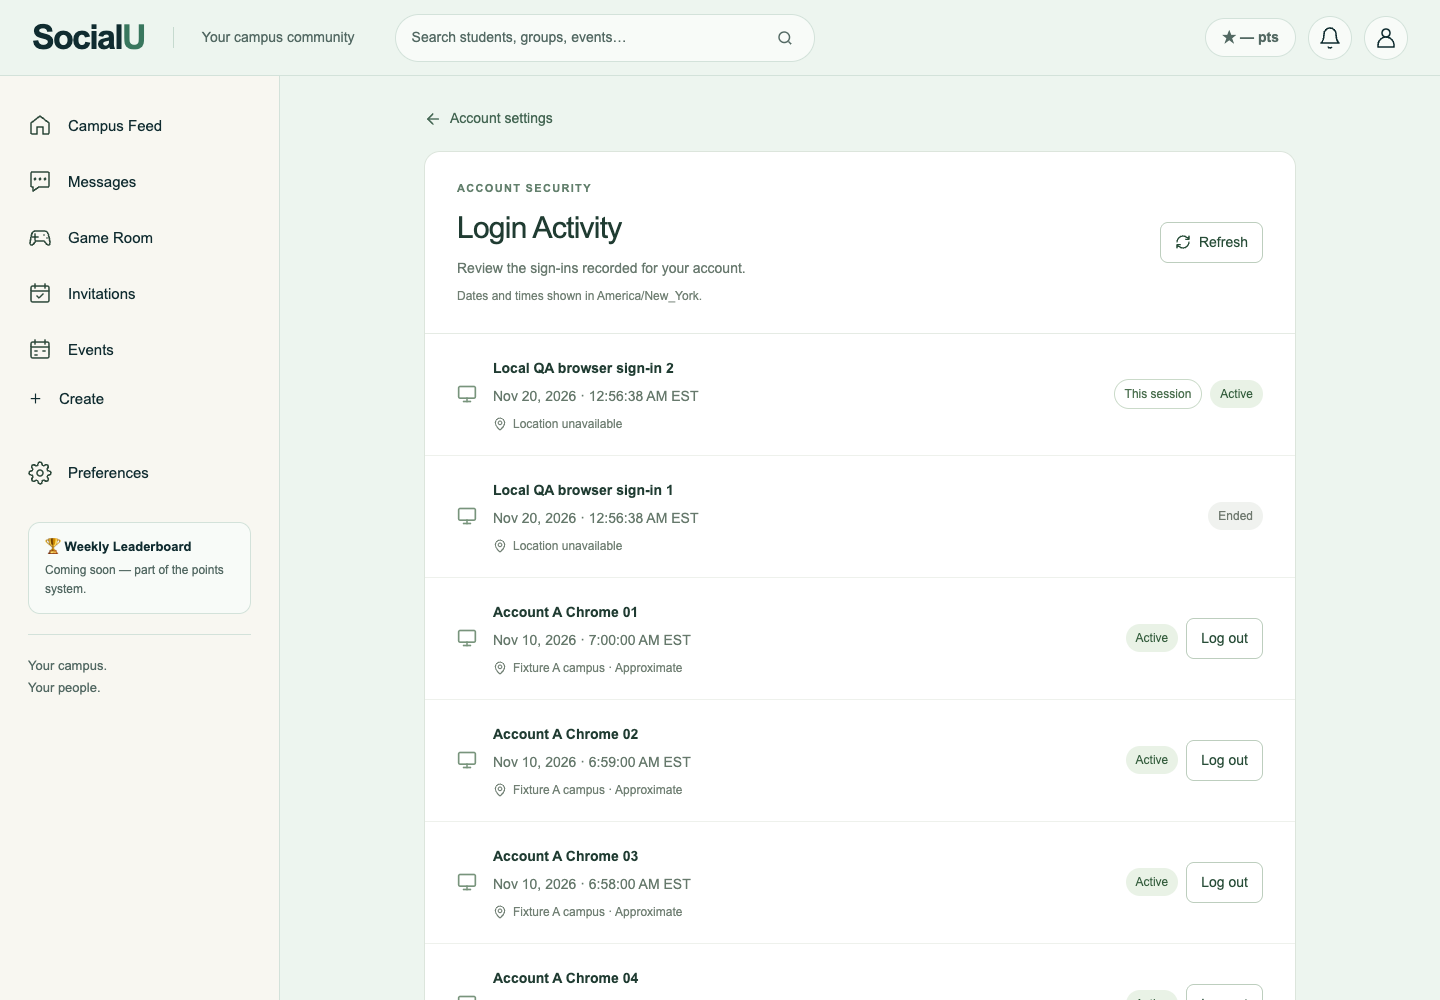 SocialU
Your campus community
Search students, groups, events…
★ — pts
Campus Feed
Messages
Game Room
Invitations
Events
+ Create
Preferences
🏆 Weekly Leaderboard
Coming soon — part of the points
system.
Your campus.
Your people.
← Account settings
ACCOUNT SECURITY
Login Activity
Review the sign-ins recorded for your account.
Dates and times shown in America/New_York.
Refresh
Local QA browser sign-in 2
Nov 20, 2026 · 12:56:38 AM EST
Location unavailable
This session
Active
Local QA browser sign-in 1
Nov 20, 2026 · 12:56:38 AM EST
Location unavailable
Ended
Account A Chrome 01
Nov 10, 2026 · 7:00:00 AM EST
Fixture A campus · Approximate
Active
Log out
Account A Chrome 02
Nov 10, 2026 · 6:59:00 AM EST
Fixture A campus · Approximate
Active
Log out
Account A Chrome 03
Nov 10, 2026 · 6:58:00 AM EST
Fixture A campus · Approximate
Active
Log out
Account A Chrome 04